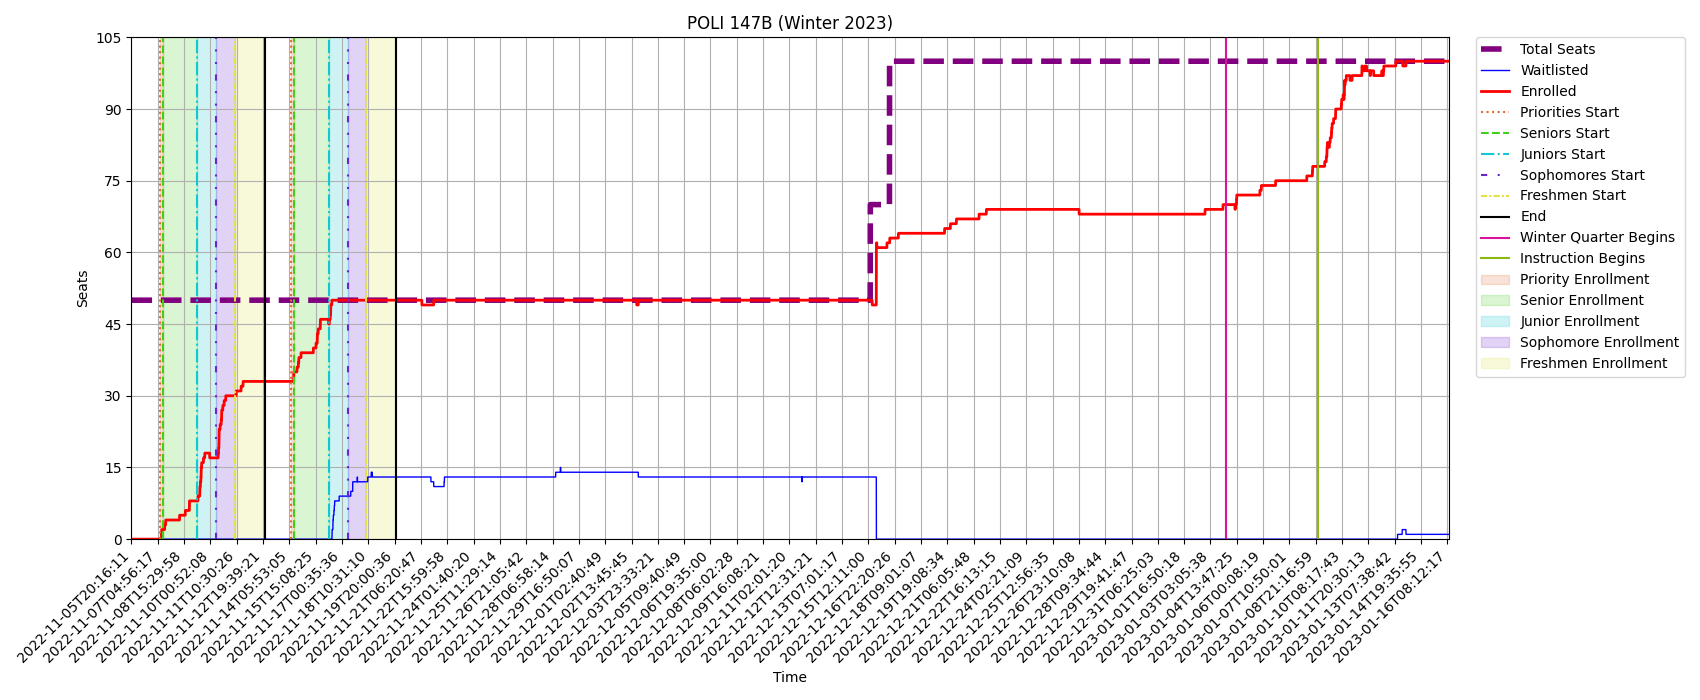 POLI 147B (Winter 2023)
105
90
75
60
45
30
15
0
Seats
2022-11-05T20:16:11
2022-11-07T04:56:17
2022-11-08T15:29:58
2022-11-10T00:52:08
2022-11-11T10:30:26
2022-11-12T19:39:21
2022-11-14T05:53:05
2022-11-15T15:08:25
2022-11-17T00:35:36
2022-11-18T10:31:10
2022-11-19T20:00:36
2022-11-21T06:20:47
2022-11-22T15:59:58
2022-11-24T01:40:20
2022-11-25T11:29:14
2022-11-26T21:05:42
2022-11-28T06:58:14
2022-11-29T16:50:07
2022-12-01T02:40:49
2022-12-02T13:45:45
2022-12-03T23:33:21
2022-12-05T09:40:49
2022-12-06T19:35:00
2022-12-08T06:02:28
2022-12-09T16:08:21
2022-12-11T02:01:20
2022-12-12T12:31:21
2022-12-13T07:01:17
2022-12-15T12:11:00
2022-12-16T22:20:26
2022-12-18T09:01:07
2022-12-19T19:08:34
2022-12-21T06:05:48
2022-12-22T16:13:15
2022-12-24T02:21:09
2022-12-25T12:56:35
2022-12-26T23:10:08
2022-12-28T09:34:44
2022-12-29T19:41:47
2022-12-31T06:25:03
2023-01-01T16:50:18
2023-01-03T03:05:38
2023-01-04T13:47:25
2023-01-06T00:08:19
2023-01-07T10:50:01
2023-01-08T21:16:59
2023-01-10T08:17:43
2023-01-11T20:30:13
2023-01-13T07:38:42
2023-01-14T19:35:55
2023-01-16T08:12:17
Time
Total Seats
Waitlisted
Enrolled
Priorities Start
Seniors Start
Juniors Start
Sophomores Start
Freshmen Start
End
Winter Quarter Begins
Instruction Begins
Priority Enrollment
Senior Enrollment
Junior Enrollment
Sophomore Enrollment
Freshmen Enrollment